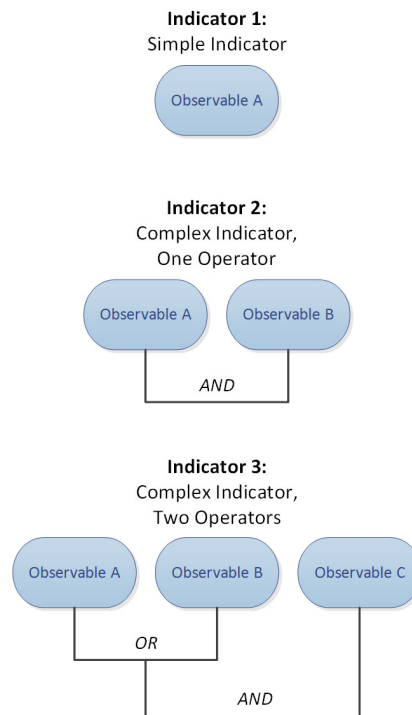 Indicator 1:
Simple Indicator
Observable A
Indicator 2:
Complex Indicator,
One Operator
Observable A Observable B
AND
Indicator 3:
Complex Indicator,
Two Operators
Observable A Observable B Observable C
OR
AND